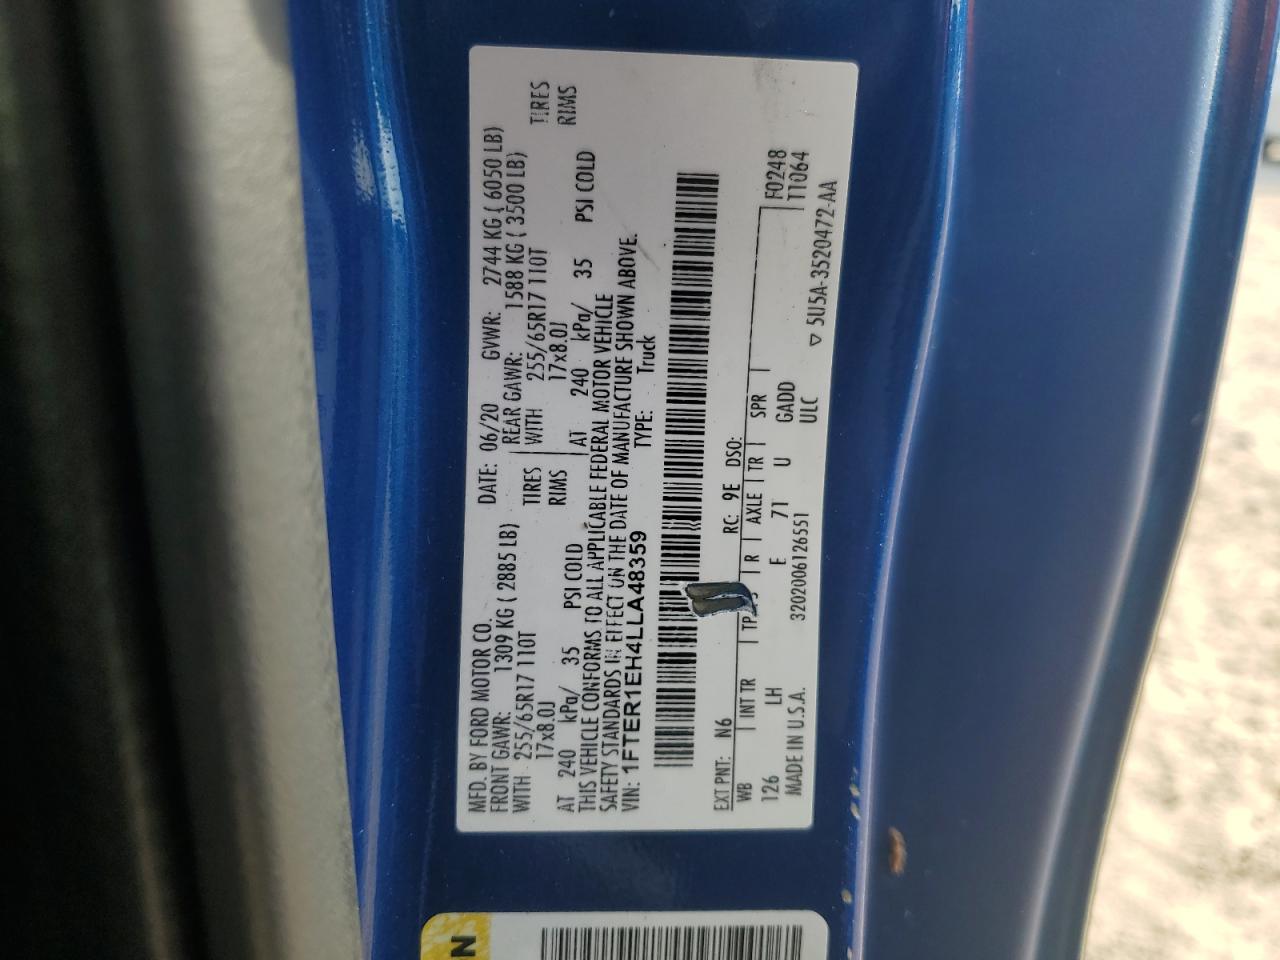 MFD. BY FORD MOTOR CO.
DATE: 06/20 GVWR: 2744 KG ( 6050 LB)
FRONT GAWR: 1309 KG ( 2885 LB) REAR GAWR: 1588 KG ( 3500 LB)
WITH 255/65R17 110T TIRES WITH 255/65R17 110T TIRES
17x8.0J RIMS 17x8.0J RIMS
AT 240 kPa/ 35 PSI COLD AT 240 kPa/ 35 PSI COLD
THIS VEHICLE CONFORMS TO ALL APPLICABLE FEDERAL MOTOR VEHICLE
SAFETY STANDARDS IN EFFECT ON THE DATE OF MANUFACTURE SHOWN ABOVE.
VIN: 1FTER1EH4LLA48359 TYPE: Truck
EXT PNT: N6 RC: 9E DSO:
WB INT TR R AXLE TR SPR F0248
126 LH E 71 U GADD T1064
MADE IN U.S.A. 3202006126551 ULC
▽ 5U5A-3520472-AA
N